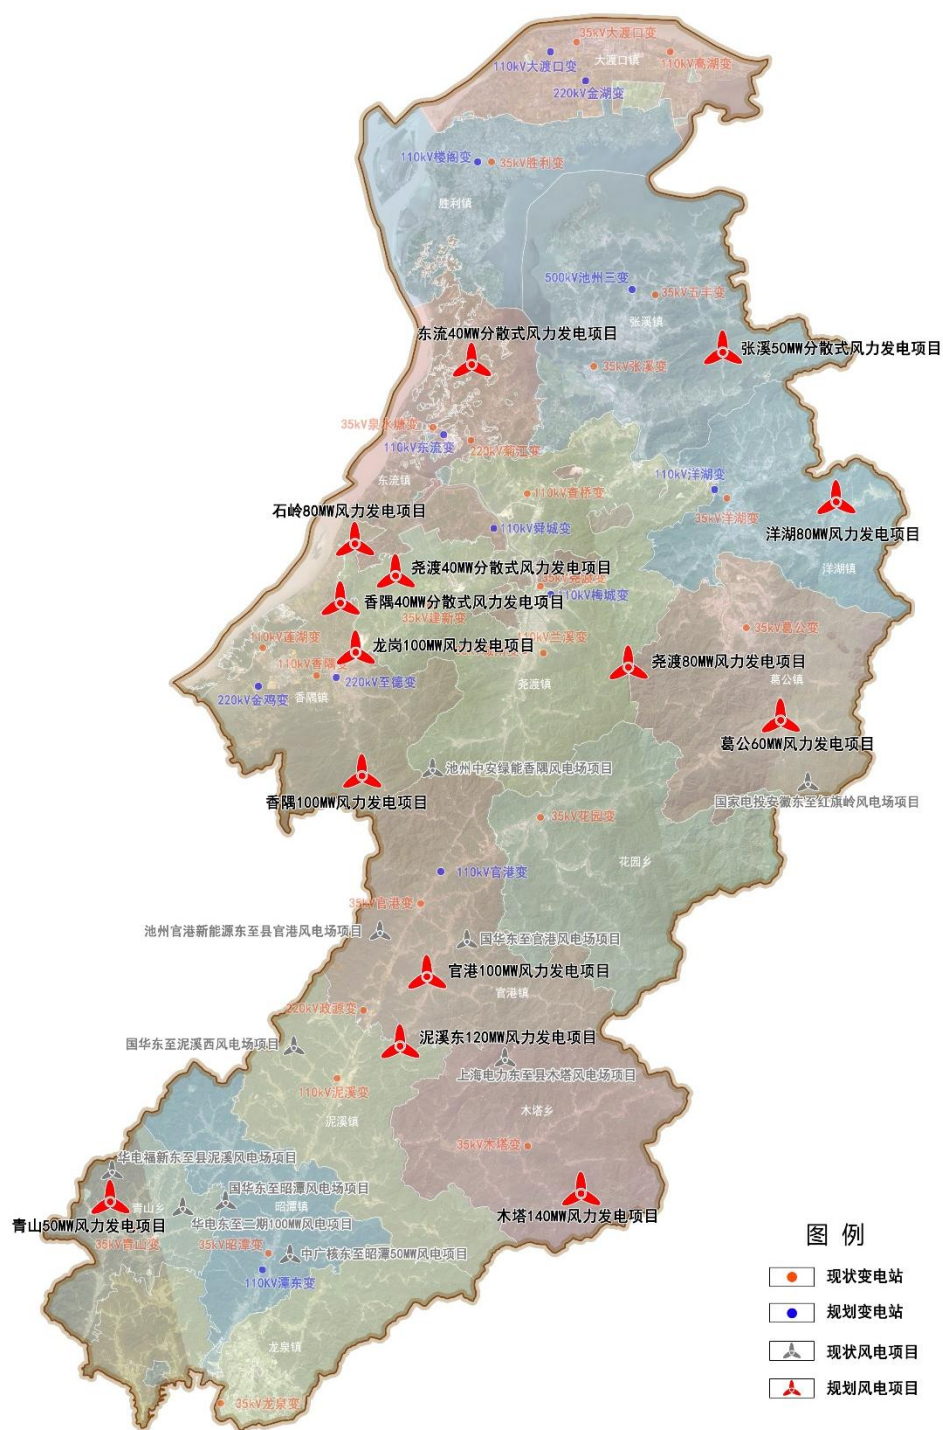 35kV大渡口变
大渡口镇
110kV大渡口变
110kV高湖变
220kV金湖变
110kV楼阁变
35kV胜利变
胜利镇
500kV池州三变
35kV五丰变
张溪镇
东流40MW分散式风力发电项目
张溪50MW分散式风力发电项目
35kV张溪变
35kV泉水塘变
110kV东流变
220kV菊江变
110kV洋湖变
东流镇
110kV香桥变
35kV洋湖变
石岭80MW风力发电项目
110kV舜城变
洋湖80MW风力发电项目
尧渡40MW分散式风力发电项目
洋湖镇
35kV尧渡变
香隅40MW分散式风力发电项目
110kV梅城变
35kV建新变
35kV葛公变
110kV莲湖变
龙岗100MW风力发电项目
110kV兰溪变
110kV香隅变
尧渡80MW风力发电项目
220kV至德变
尧渡镇
葛公镇
220kV金鸡变
香隅镇
葛公60MW风力发电项目
池州中安绿能香隅风电场项目
香隅100MW风力发电项目
国家电投安徽东至红旗岭风电场项目
35kV花园变
花园乡
110kV官港变
35kV官港变
池州官港新能源东至县官港风电场项目
国华东至官港风电场项目
官港100MW风力发电项目
官港镇
220kV政源变
泥溪东120MW风力发电项目
国华东至泥溪西风电场项目
上海电力东至县木塔风电场项目
110kV泥溪变
木塔乡
泥溪镇
35kV木塔变
华电福新东至县泥溪风电场项目
国华东至昭潭风电场项目
青山乡
昭潭镇
木塔140MW风力发电项目
青山50MW风力发电项目
华电东至二期100MW风电项目
35kV青山变
35kV昭潭变
中广核东至昭潭50MW风电项目
110KV潭东变
龙泉镇
35kV龙泉变
图 例
现状变电站
规划变电站
现状风电项目
规划风电项目